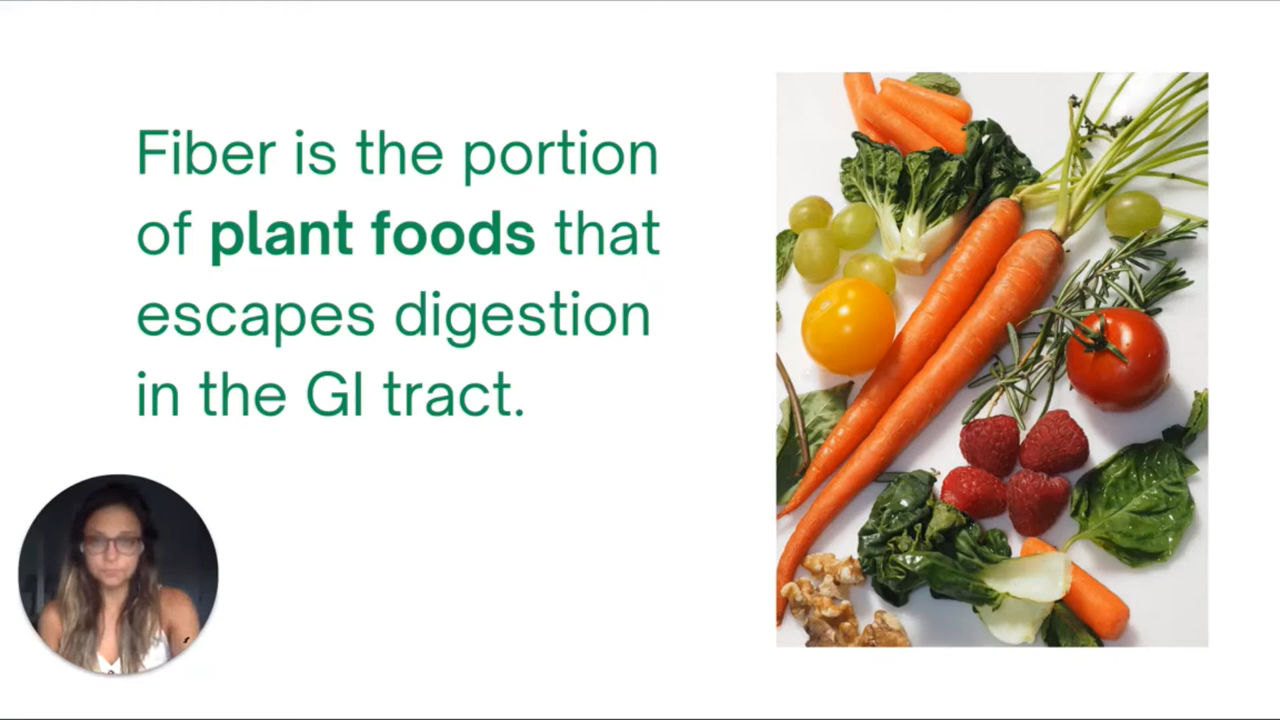 Fiber is the portion
of plant foods that
escapes digestion
in the GI tract.